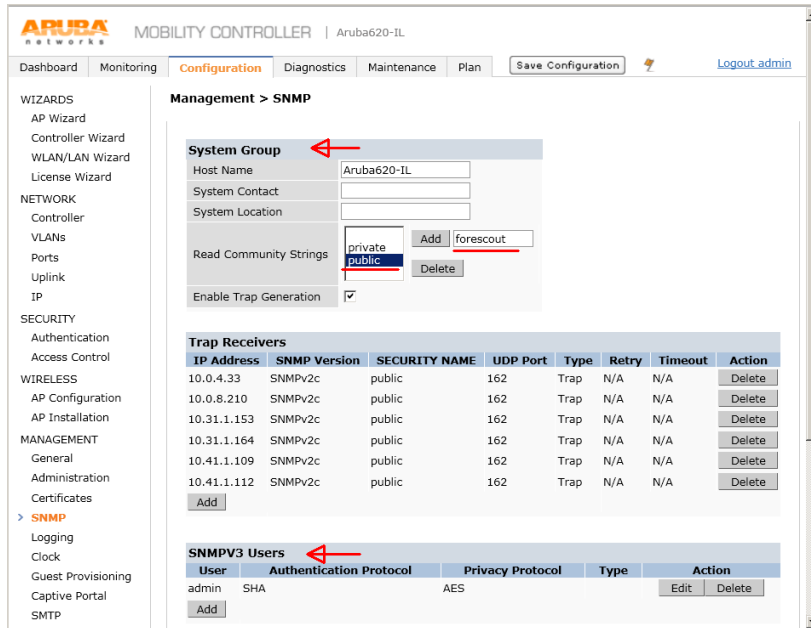 ARUBA networks MOBILITY CONTROLLER | Aruba620-IL
Dashboard Monitoring Configuration Diagnostics Maintenance Plan Save Configuration Logout admin
WIZARDS
AP Wizard
Controller Wizard
WLAN/LAN Wizard
License Wizard
NETWORK
Controller
VLANs
Ports
Uplink
IP
SECURITY
Authentication
Access Control
WIRELESS
AP Configuration
AP Installation
MANAGEMENT
General
Administration
Certificates
> SNMP
Logging
Clock
Guest Provisioning
Captive Portal
SMTP
Management > SNMP
System Group
Host Name Aruba620-IL
System Contact
System Location
Read Community Strings private public Add forescout Delete
Enable Trap Generation
Trap Receivers
IP Address SNMP Version SECURITY NAME UDP Port Type Retry Timeout Action
10.0.4.33 SNMPv2c public 162 Trap N/A N/A Delete
10.0.8.210 SNMPv2c public 162 Trap N/A N/A Delete
10.31.1.153 SNMPv2c public 162 Trap N/A N/A Delete
10.31.1.164 SNMPv2c public 162 Trap N/A N/A Delete
10.41.1.109 SNMPv2c public 162 Trap N/A N/A Delete
10.41.1.112 SNMPv2c public 162 Trap N/A N/A Delete
Add
SNMPV3 Users
User Authentication Protocol Privacy Protocol Type Action
admin SHA AES Edit Delete
Add